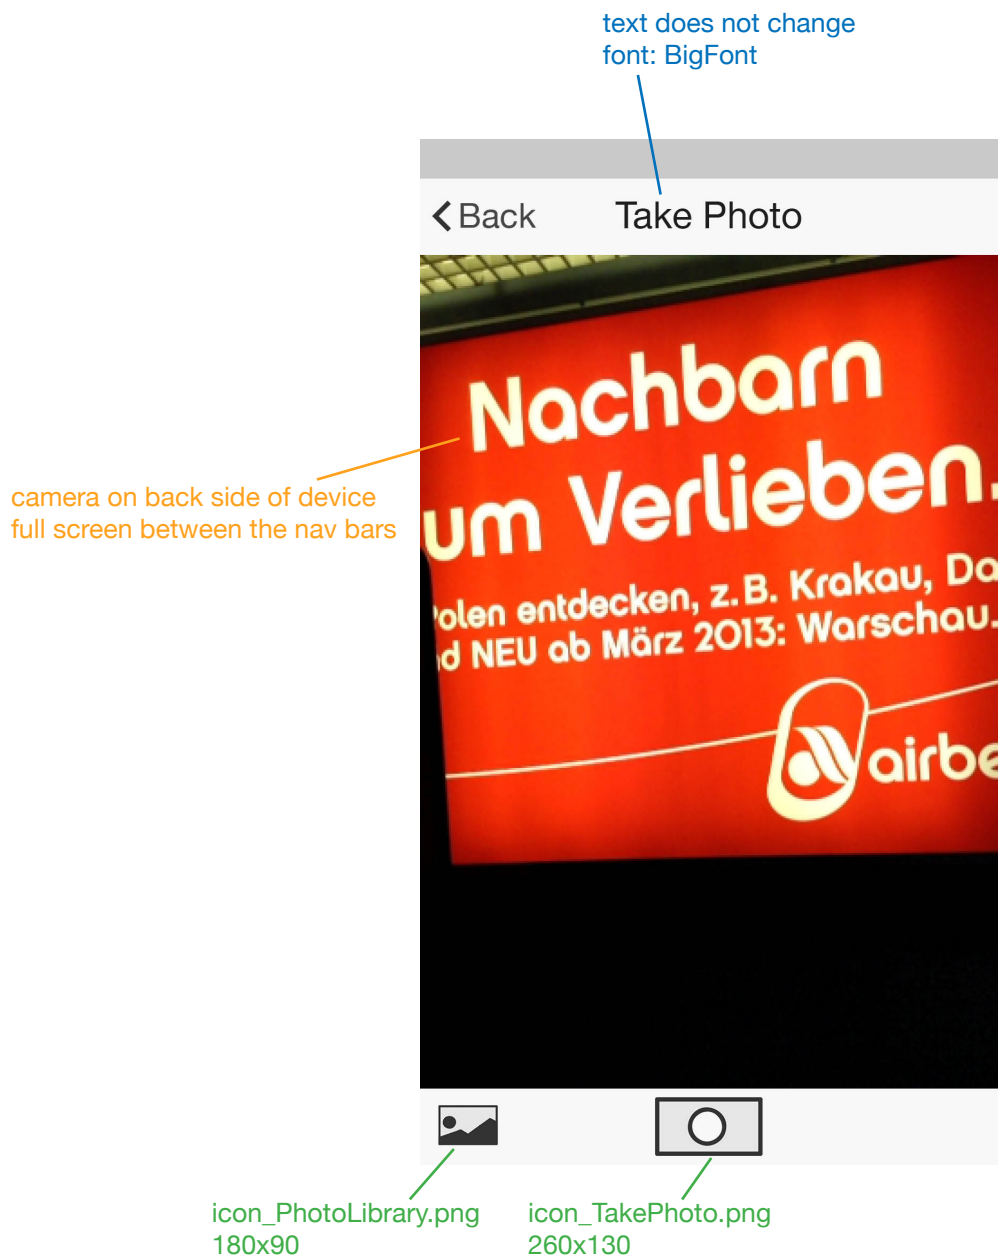 text does not change
font: BigFont
Back
Take Photo
Nachbarn
um Verlieben.
olen entdecken, z. B. Krakau, Da
d NEU ab März 2013: Warschau.
airbe
camera on back side of device
full screen between the nav bars
icon_PhotoLibrary.png
180x90
icon_TakePhoto.png
260x130